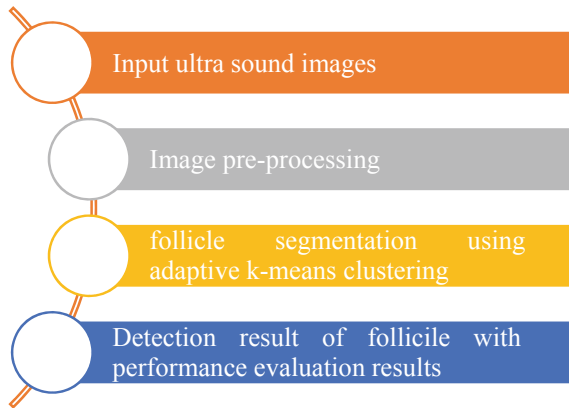 Input ultra sound images
Image pre-processing
follicle segmentation using
adaptive k-means clustering
Detection result of follicile with
performance evaluation results